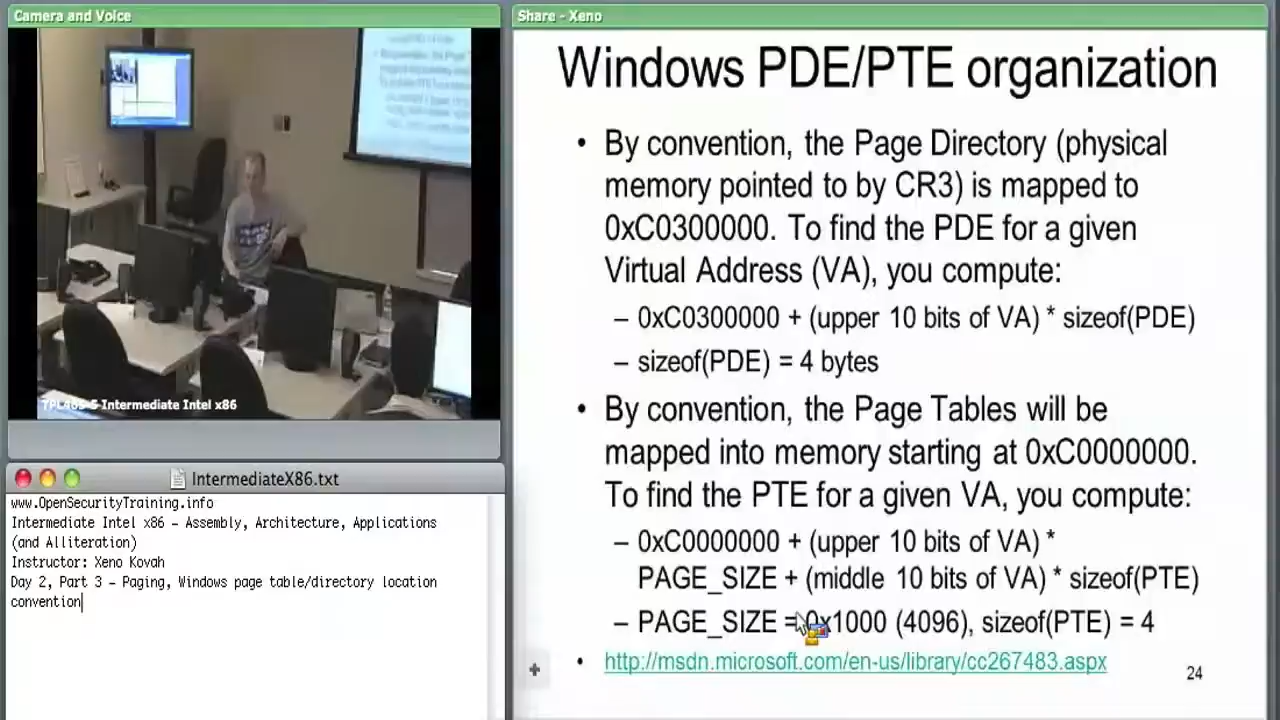 Camera and Voice
Intermediate Intel x86
IntermediateX86.txt
www.OpenSecurityTraining.info
Intermediate Intel x86 – Assembly, Architecture, Applications
(and Alliteration)
Instructor: Xeno Kovah
Day 2, Part 3 – Paging, Windows page table/directory location
convention
Share - Xeno
Windows PDE/PTE organization
• By convention, the Page Directory (physical
memory pointed to by CR3) is mapped to
0xC0300000. To find the PDE for a given
Virtual Address (VA), you compute:
– 0xC0300000 + (upper 10 bits of VA) * sizeof(PDE)
– sizeof(PDE) = 4 bytes
• By convention, the Page Tables will be
mapped into memory starting at 0xC0000000.
To find the PTE for a given VA, you compute:
– 0xC0000000 + (upper 10 bits of VA) *
PAGE_SIZE + (middle 10 bits of VA) * sizeof(PTE)
– PAGE_SIZE = 0x1000 (4096), sizeof(PTE) = 4
• http://msdn.microsoft.com/en-us/library/cc267483.aspx
24